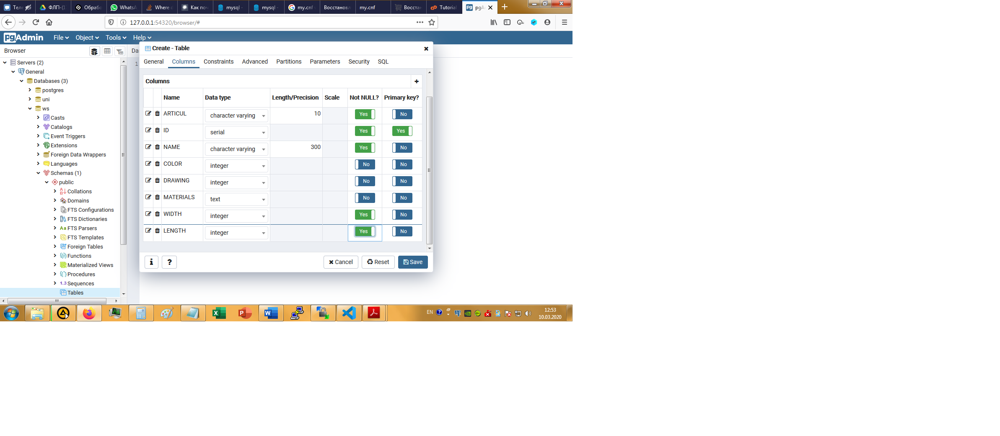 Теле ФЛП-(1 Обрабо WhatsA Where Как поч mysql - mysql - my.cnf Восстановл my.cnf Восстан Tutorial pgA
127.0.0.1:54320/browser/#
pgAdmin File Object Tools Help
Browser
Da
1
Servers (2)
General
Databases (3)
postgres
uni
ws
Casts
Catalogs
Event Triggers
Extensions
Foreign Data Wrappers
Languages
Schemas (1)
public
Collations
Domains
FTS Configurations
FTS Dictionaries
Aa FTS Parsers
FTS Templates
Foreign Tables
Functions
Materialized Views
Procedures
1..3 Sequences
Tables
Create - Table
General Columns Constraints Advanced Partitions Parameters Security SQL
Columns
Name Data type Length/Precision Scale Not NULL? Primary key?
ARTICUL character varying 10 Yes No
ID serial Yes Yes
NAME character varying 300 Yes No
COLOR integer No No
DRAWING integer No No
MATERIALS text No No
WIDTH integer Yes No
LENGTH integer Yes No
i ? Cancel Reset Save
EN
12:53
10.03.2020